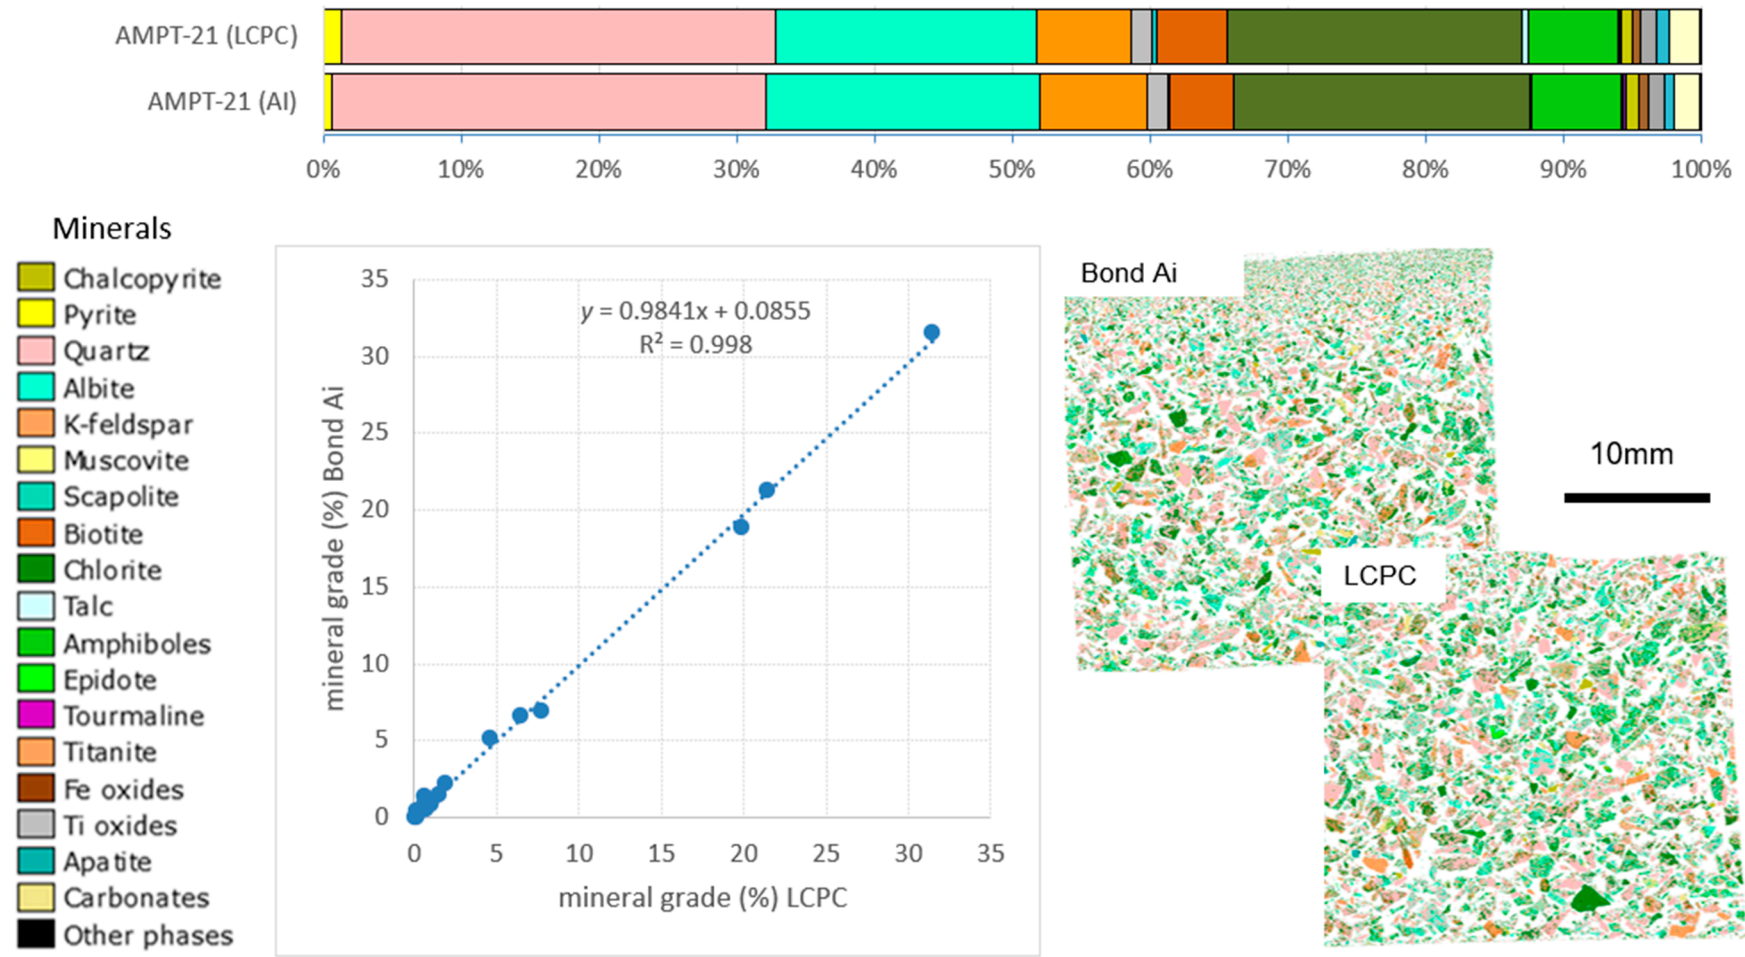 AMPT-21 (LCPC)
AMPT-21 (AI)
0% 10% 20% 30% 40% 50% 60% 70% 80% 90% 100%
Minerals
Chalcopyrite
Pyrite
Quartz
Albite
K-feldspar
Muscovite
Scapolite
Biotite
Chlorite
Talc
Amphiboles
Epidote
Tourmaline
Titanite
Fe oxides
Ti oxides
Apatite
Carbonates
Other phases
mineral grade (%) Bond Ai
35
30
25
20
15
10
5
0
y = 0.9841x + 0.0855
R² = 0.998
0 5 10 15 20 25 30 35
mineral grade (%) LCPC
Bond Ai
10mm
LCPC